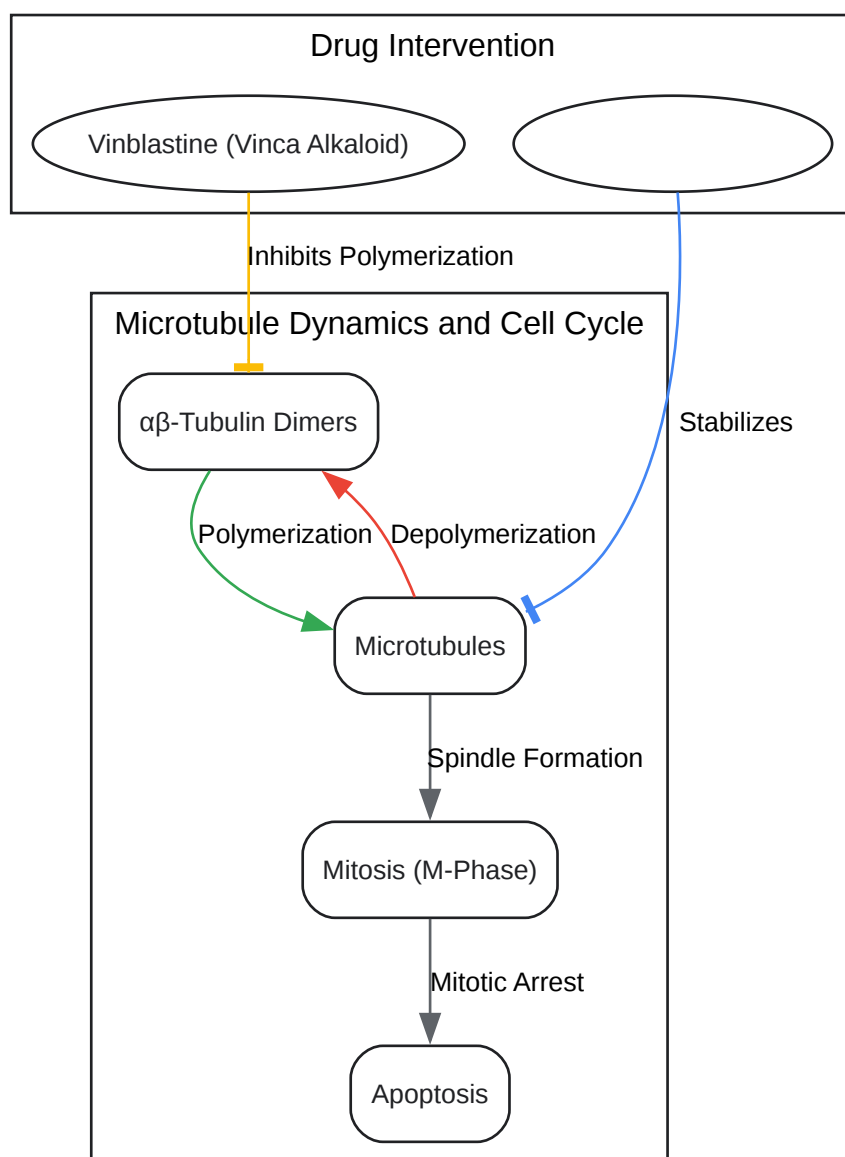 Drug Intervention
Vinblastine (Vinca Alkaloid)
Inhibits Polymerization
Microtubule Dynamics and Cell Cycle
αβ-Tubulin Dimers
Stabilizes
Polymerization
Depolymerization
Microtubules
Spindle Formation
Mitosis (M-Phase)
Mitotic Arrest
Apoptosis